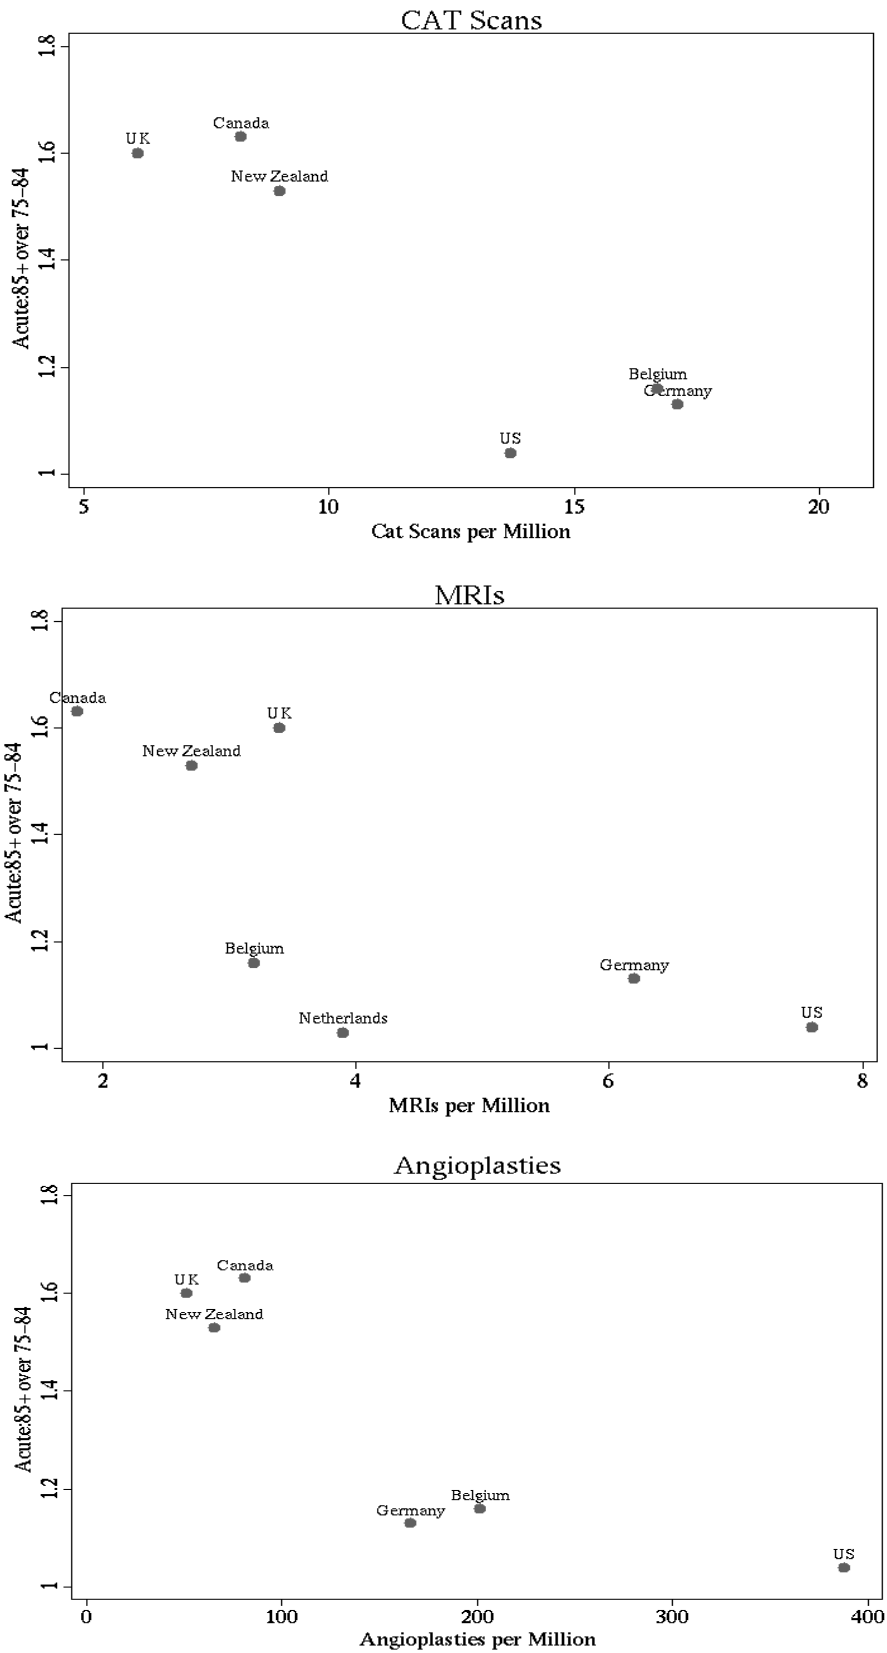 CAT Scans
1.8
1.6
1.4
1.2
1
Acute:85+ over 75-84
UK
Canada
New Zealand
Belgium
Germany
US
5 10 15 20
Cat Scans per Million
MRIs
1.8
1.6
1.4
1.2
1
Acute:85+ over 75-84
Canada
UK
New Zealand
Belgium
Germany
Netherlands
US
2 4 6 8
MRIs per Million
Angioplasties
1.8
1.6
1.4
1.2
1
Acute:85+ over 75-84
Canada
UK
New Zealand
Belgium
Germany
US
0 100 200 300 400
Angioplasties per Million